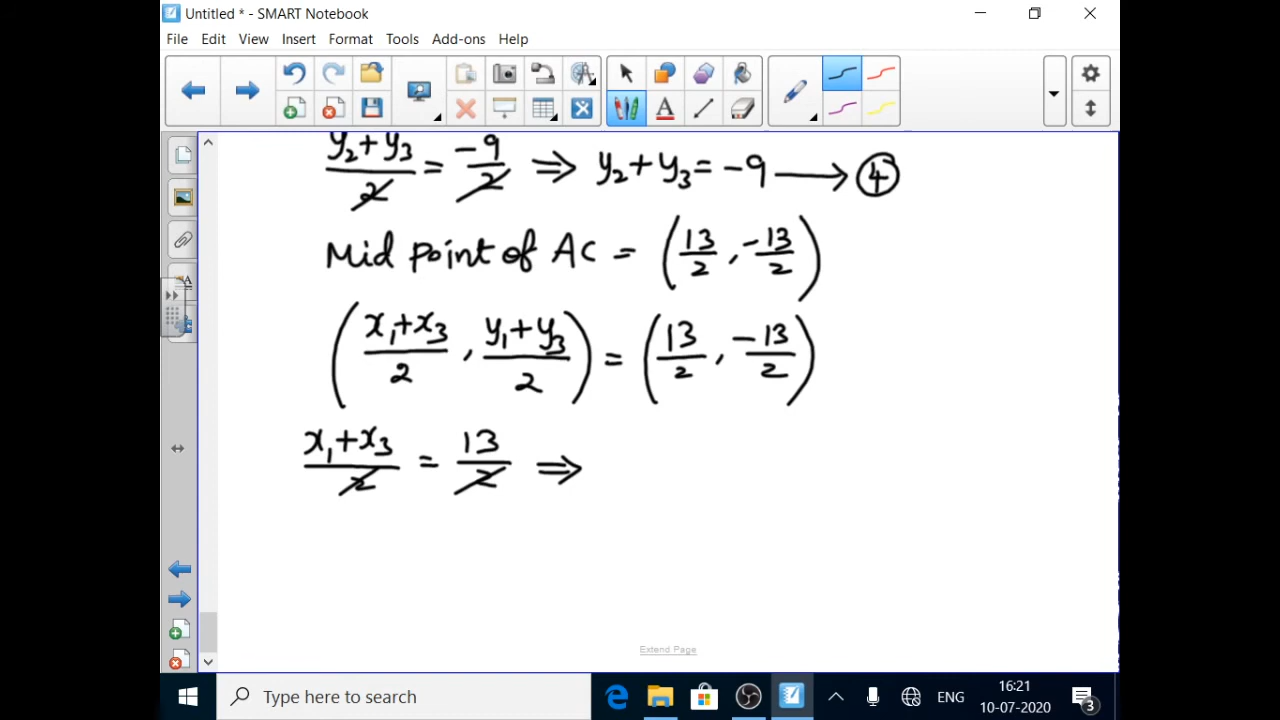 Untitled * - SMART Notebook
File Edit View Insert Format Tools Add-ons Help
y₂+y₃/2 = -9/2 ⇒ y₂+y₃ = -9 ⟶ ④
Mid point of AC = (13/2, -13/2)
(x₁+x₃/2, y₁+y₃/2) = (13/2, -13/2)
x₁+x₃/2 = 13/2 ⇒
Extend Page
Type here to search
ENG
16:21
10-07-2020
3